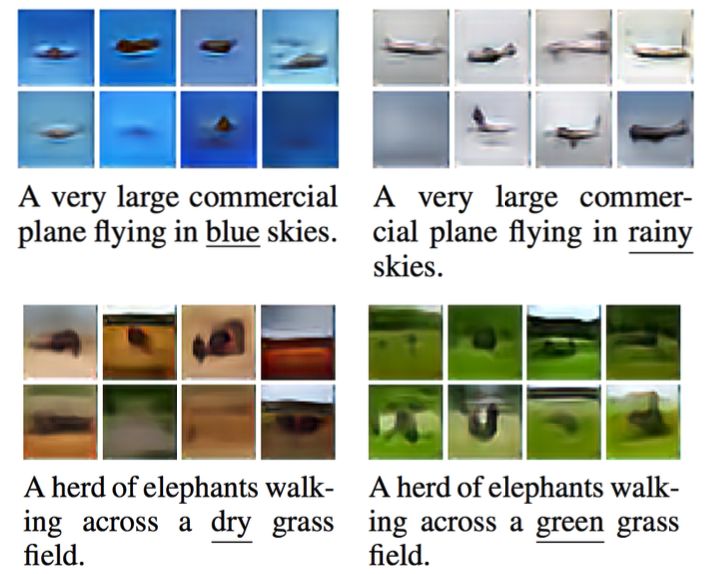 A very large commercial
plane flying in blue skies.
A very large commer-
cial plane flying in rainy
skies.
A herd of elephants walk-
ing across a dry grass
field.
A herd of elephants walk-
ing across a green grass
field.